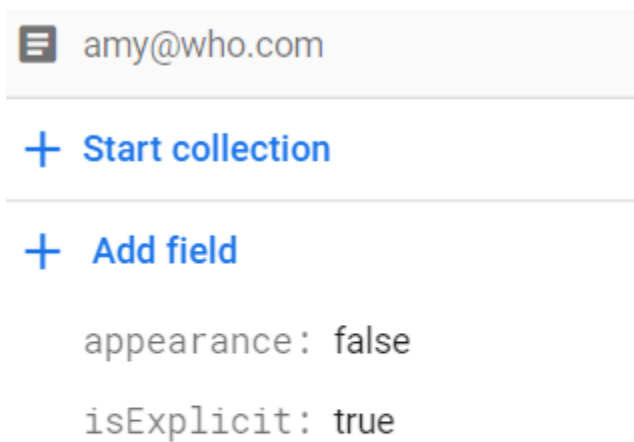 amy@who.com
+ Start collection
+ Add field
appearance: false
isExplicit: true